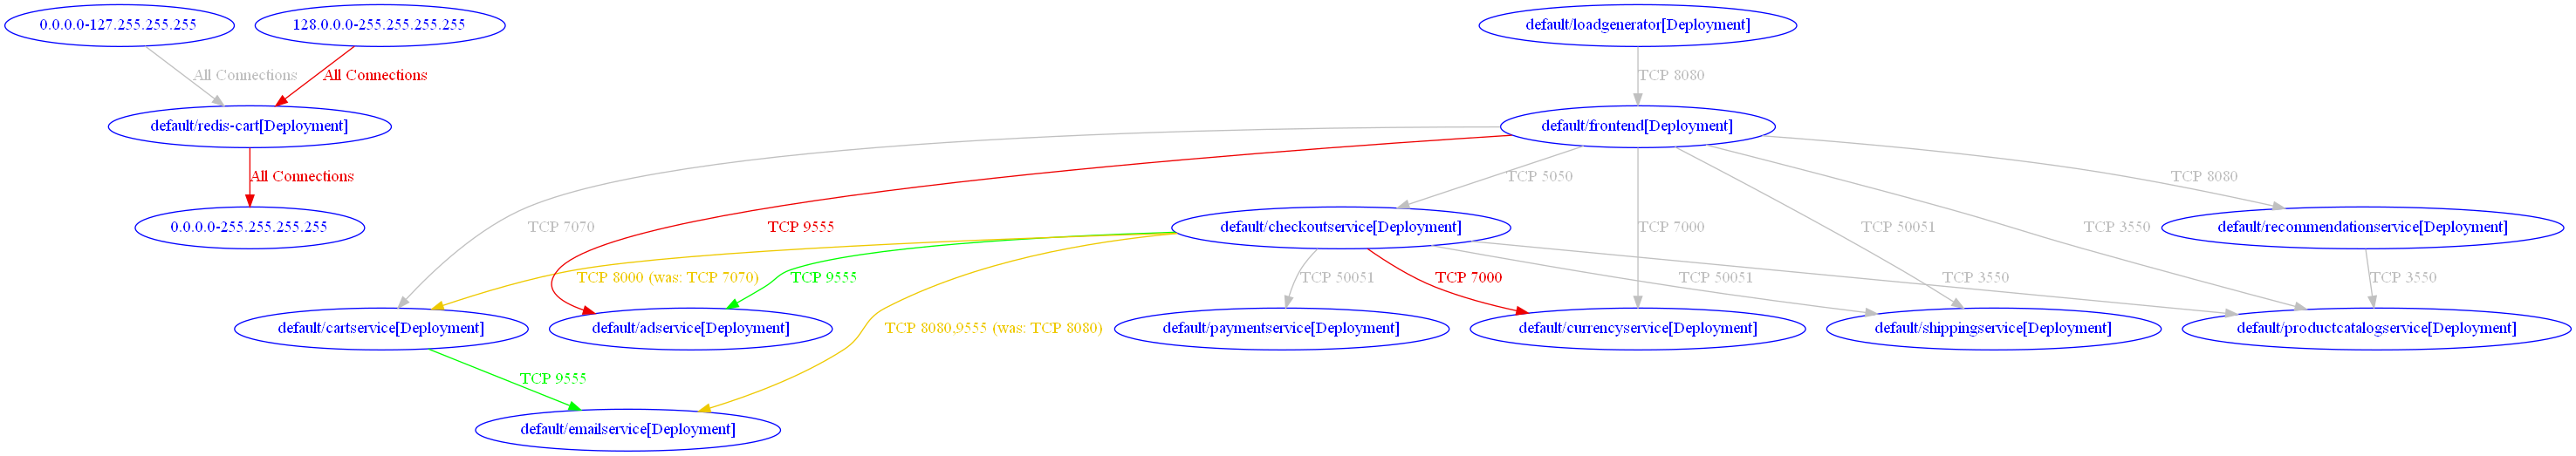 0.0.0.0-127.255.255.255
128.0.0.0-255.255.255.255
default/loadgenerator[Deployment]
All Connections
All Connections
TCP 8080
default/redis-cart[Deployment]
default/frontend[Deployment]
All Connections
TCP 5050
TCP 8080
0.0.0.0-255.255.255.255
TCP 7070
TCP 9555
default/checkoutservice[Deployment]
TCP 7000
TCP 50051
TCP 3550
default/recommendationservice[Deployment]
TCP 8000 (was: TCP 7070)
TCP 9555
TCP 50051
TCP 7000
TCP 50051
TCP 3550
TCP 3550
default/cartservice[Deployment]
default/adservice[Deployment]
TCP 8080,9555 (was: TCP 8080)
default/paymentservice[Deployment]
default/currencyservice[Deployment]
default/shippingservice[Deployment]
default/productcatalogservice[Deployment]
TCP 9555
default/emailservice[Deployment]